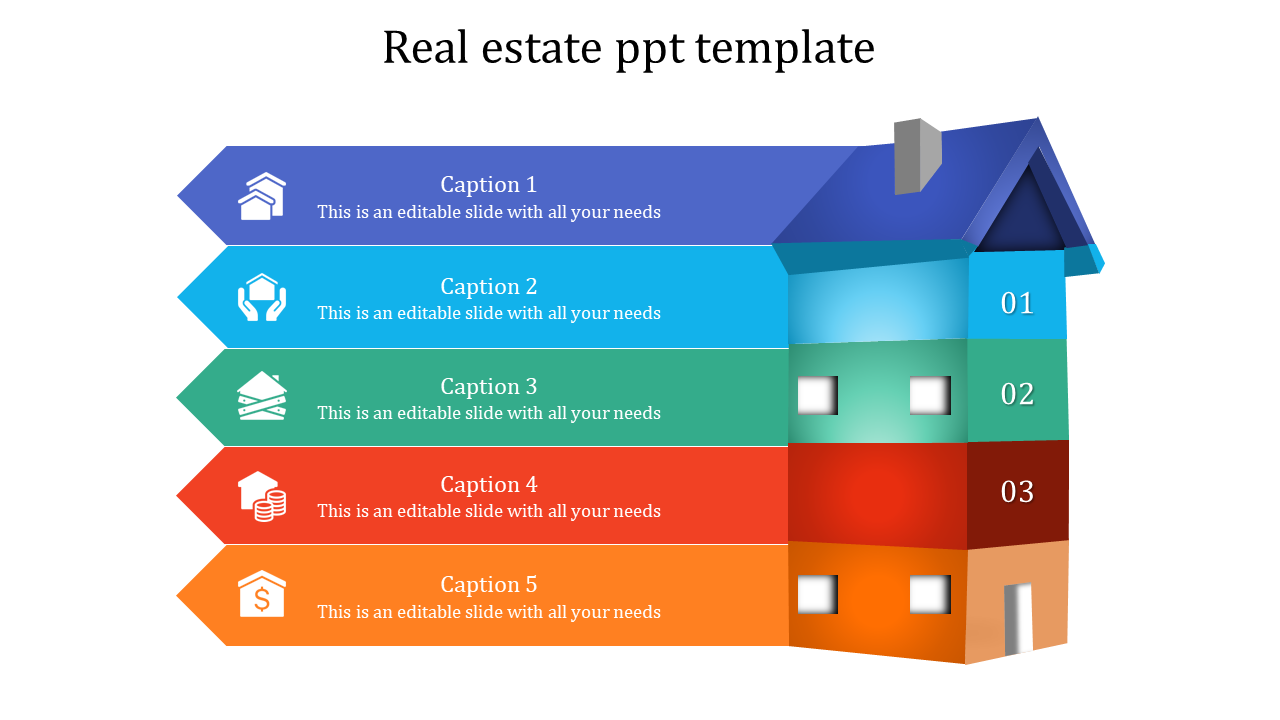 Real estate ppt template
Caption 1
This is an editable slide with all your needs
Caption 2
This is an editable slide with all your needs
01
Caption 3
This is an editable slide with all your needs
02
Caption 4
This is an editable slide with all your needs
03
Caption 5
This is an editable slide with all your needs
$